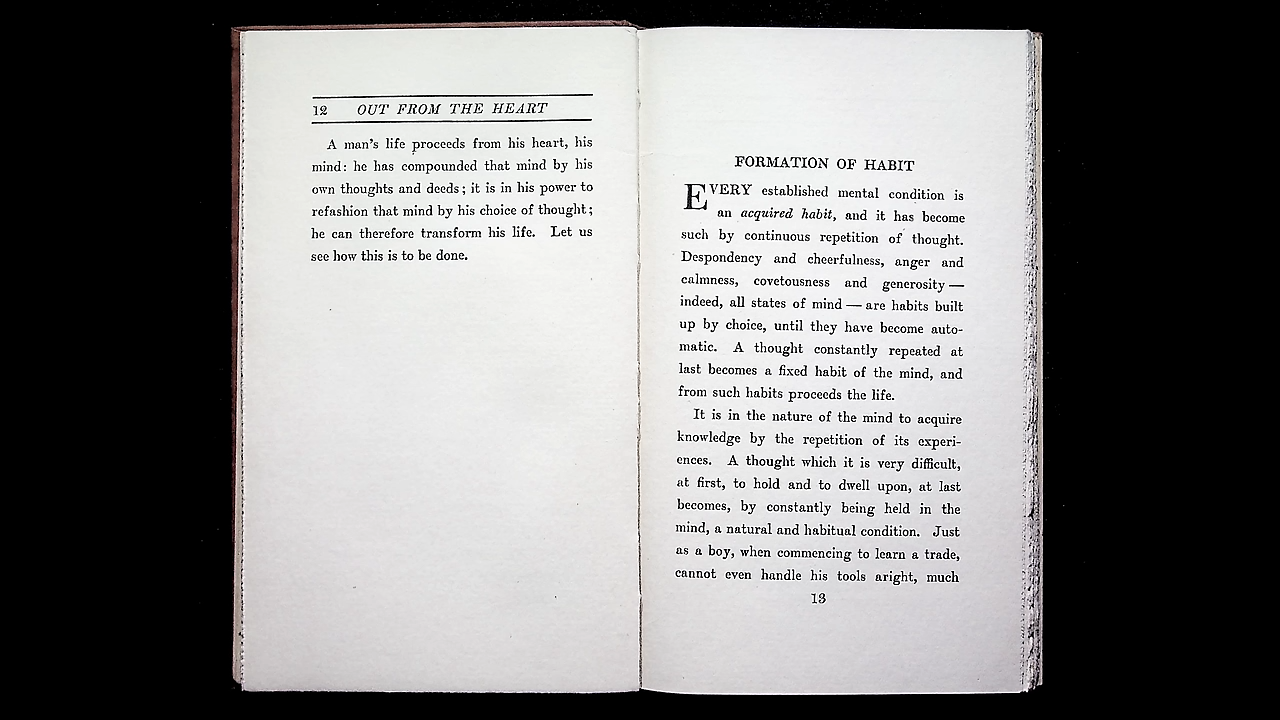 12 OUT FROM THE HEART
A man's life proceeds from his heart, his
mind: he has compounded that mind by his
own thoughts and deeds; it is in his power to
refashion that mind by his choice of thought;
he can therefore transform his life. Let us
see how this is to be done.
FORMATION OF HABIT
EVERY established mental condition is
an acquired habit, and it has become
such by continuous repetition of thought.
Despondency and cheerfulness, anger and
calmness, covetousness and generosity —
indeed, all states of mind — are habits built
up by choice, until they have become auto-
matic. A thought constantly repeated at
last becomes a fixed habit of the mind, and
from such habits proceeds the life.
It is in the nature of the mind to acquire
knowledge by the repetition of its experi-
ences. A thought which it is very difficult,
at first, to hold and to dwell upon, at last
becomes, by constantly being held in the
mind, a natural and habitual condition. Just
as a boy, when commencing to learn a trade,
cannot even handle his tools aright, much
13